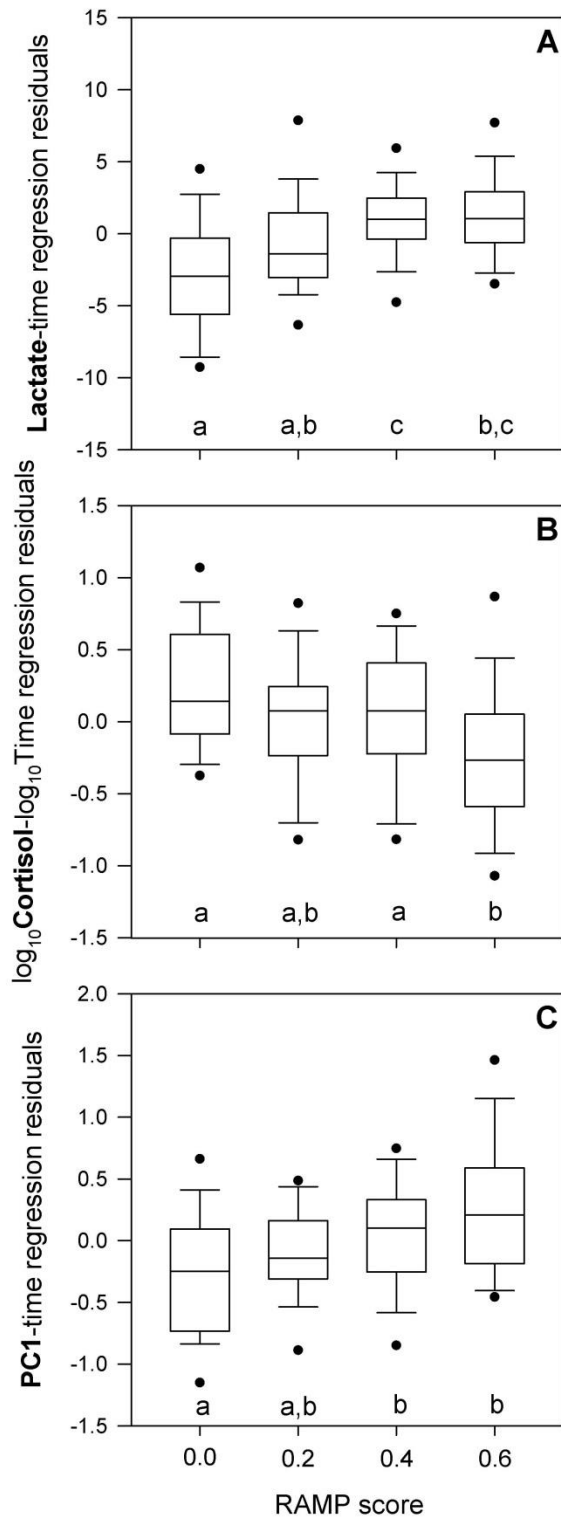 A
Lactate-time regression residuals
15
10
5
0
-5
-10
-15
a a,b c b,c
B
log₁₀Cortisol-log₁₀Time regression residuals
1.5
1.0
0.5
0.0
-0.5
-1.0
-1.5
a a,b a b
C
PC1-time regression residuals
2.0
1.5
1.0
0.5
0.0
-0.5
-1.0
-1.5
a a,b b b
0.0 0.2 0.4 0.6
RAMP score